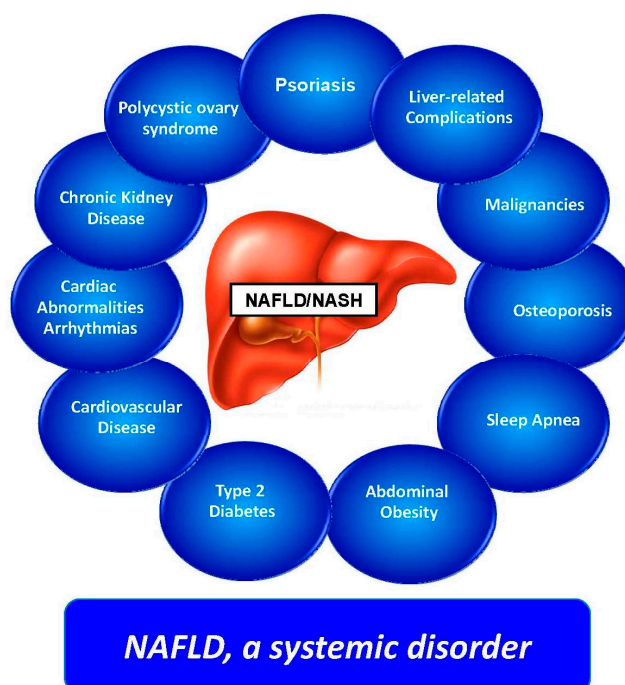 Psoriasis
Liver-related
Complications
Malignancies
Osteoporosis
Sleep Apnea
Abdominal
Obesity
Type 2
Diabetes
Cardiovascular
Disease
Cardiac
Abnormalities
Arrhythmias
Chronic Kidney
Disease
Polycystic ovary
syndrome
NAFLD/NASH
NAFLD, a systemic disorder